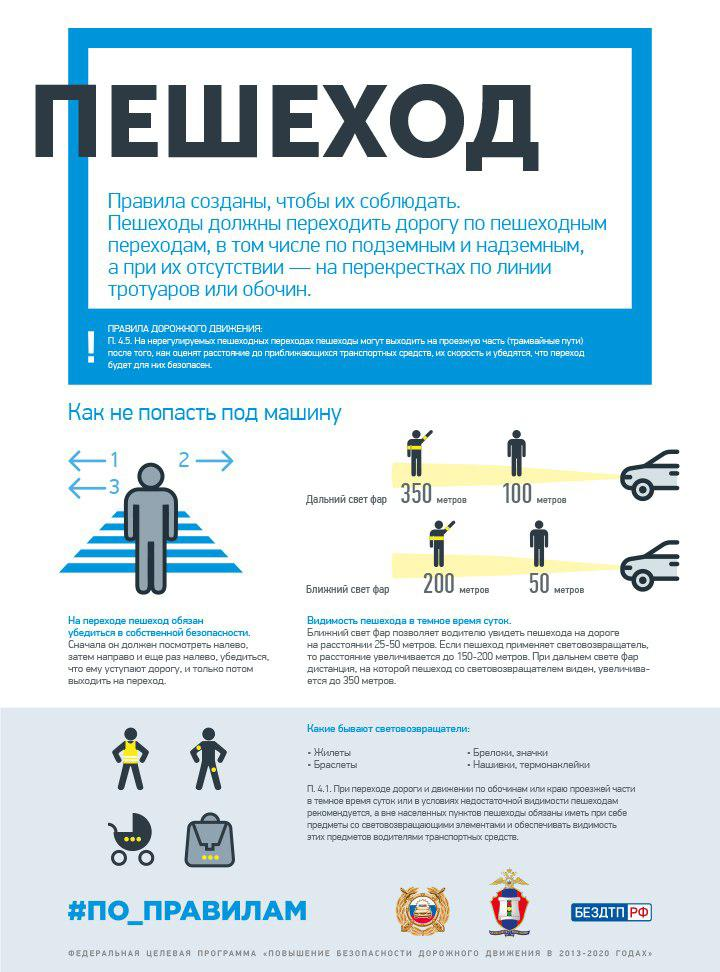 ПЕШЕХОД
Правила созданы, чтобы их соблюдать.
Пешеходы должны переходить дорогу по пешеходным
переходам, в том числе по подземным и надземным,
а при их отсутствии — на перекрестках по линии
тротуаров или обочин.
!
ПРАВИЛА ДОРОЖНОГО ДВИЖЕНИЯ:
П. 4.5. На нерегулируемых пешеходных переходах пешеходы могут выходить на проезжую часть (трамвайные пути)
после того, как оценят расстояние до приближающихся транспортных средств, их скорость и убедятся, что переход
будет для них безопасен.
Как не попасть под машину
1
2
3
Дальний свет фар
350 метров
100 метров
Ближний свет фар
200 метров
50 метров
На переходе пешеход обязан
убедиться в собственной безопасности.
Сначала он должен посмотреть налево,
затем направо и еще раз налево, убедиться,
что ему уступают дорогу, и только потом
выходить на переход.
Видимость пешехода в темное время суток.
Ближний свет фар позволяет водителю увидеть пешехода на дороге
на расстоянии 25-50 метров. Если пешеход применяет световозвращатель,
то расстояние увеличивается до 150-200 метров. При дальнем свете фар
дистанция, на которой пешеход со световозвращателем виден, увеличива-
ется до 350 метров.
Какие бывают световозвращатели:
• Жилеты
• Браслеты
• Брелоки, значки
• Нашивки, термонаклейки
П. 4.1. При переходе дороги и движении по обочинам или краю проезжей части
в темное время суток или в условиях недостаточной видимости пешеходам
рекомендуется, а вне населенных пунктов пешеходы обязаны иметь при себе
предметы со световозвращающими элементами и обеспечивать видимость
этих предметов водителями транспортных средств.
#ПО_ПРАВИЛАМ
БЕЗДТП РФ
ФЕДЕРАЛЬНАЯ ЦЕЛЕВАЯ ПРОГРАММА «ПОВЫШЕНИЕ БЕЗОПАСНОСТИ ДОРОЖНОГО ДВИЖЕНИЯ В 2013-2020 ГОДАХ»